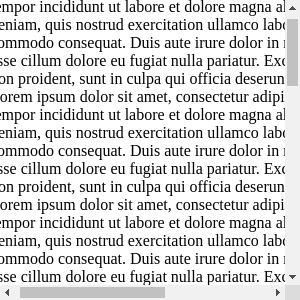 empor incididunt ut labore et dolore magna al
eniam, quis nostrud exercitation ullamco labo
ommodo consequat. Duis aute irure dolor in r
sse cillum dolore eu fugiat nulla pariatur. Exc
on proident, sunt in culpa qui officia deserun
orem ipsum dolor sit amet, consectetur adipi
empor incididunt ut labore et dolore magna al
eniam, quis nostrud exercitation ullamco labo
ommodo consequat. Duis aute irure dolor in r
sse cillum dolore eu fugiat nulla pariatur. Exc
on proident, sunt in culpa qui officia deserun
orem ipsum dolor sit amet, consectetur adipi
empor incididunt ut labore et dolore magna al
eniam, quis nostrud exercitation ullamco labo
ommodo consequat. Duis aute irure dolor in r
sse cillum dolore eu fugiat nulla pariatur. Exc